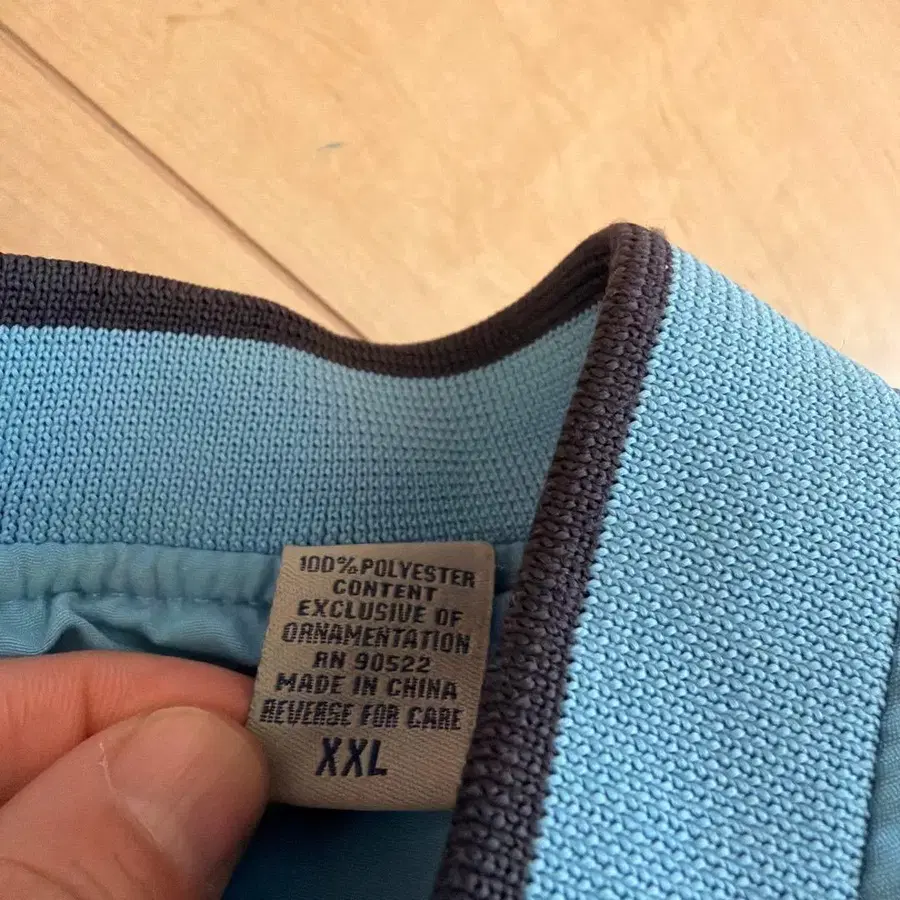 100% POLYESTER
CONTENT
EXCLUSIVE OF
ORNAMENTATION
RN 90522
MADE IN CHINA
REVERSE FOR CARE
XXL